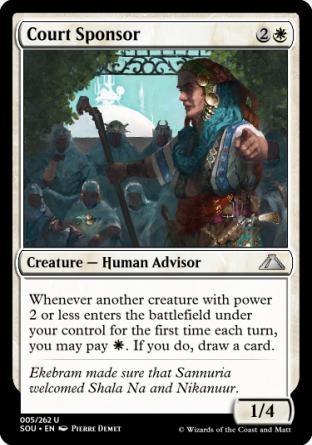 Court Sponsor 2
Creature — Human Advisor
Whenever another creature with power
2 or less enters the battlefield under
your control for the first time each turn,
you may pay . If you do, draw a card.
Ekebram made sure that Sannuria
welcomed Shala Na and Nikanuur.
1/4
005/262 U
SOU • EN Pierre Demet
© Wizards of the Coast and Matt